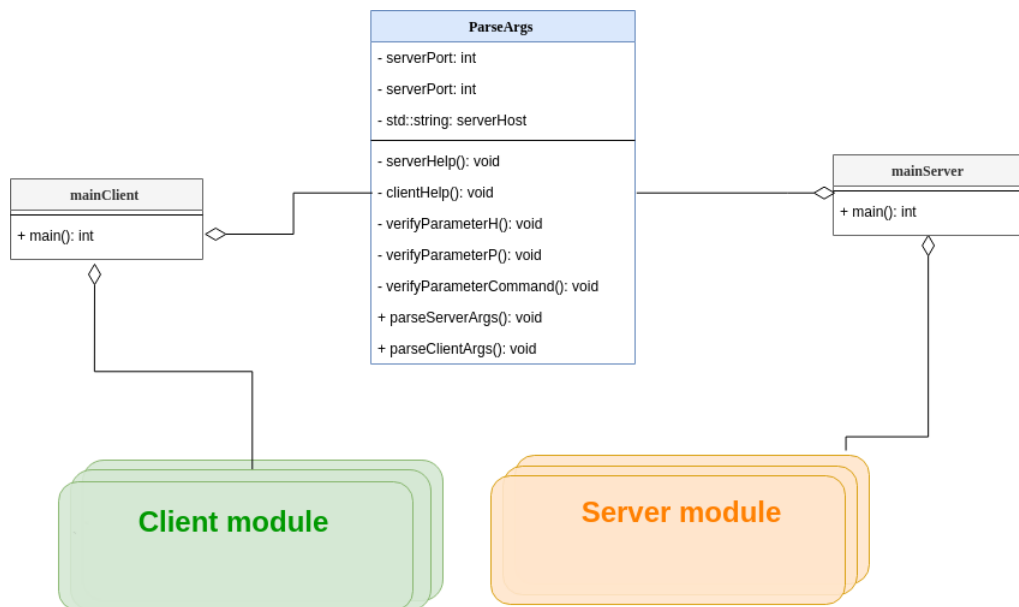 ParseArgs
- serverPort: int
- serverPort: int
- std::string: serverHost
- serverHelp(): void
- clientHelp(): void
- verifyParameterH(): void
- verifyParameterP(): void
- verifyParameterCommand(): void
+ parseServerArgs(): void
+ parseClientArgs(): void
mainClient
+ main(): int
mainServer
+ main(): int
Client module
Server module